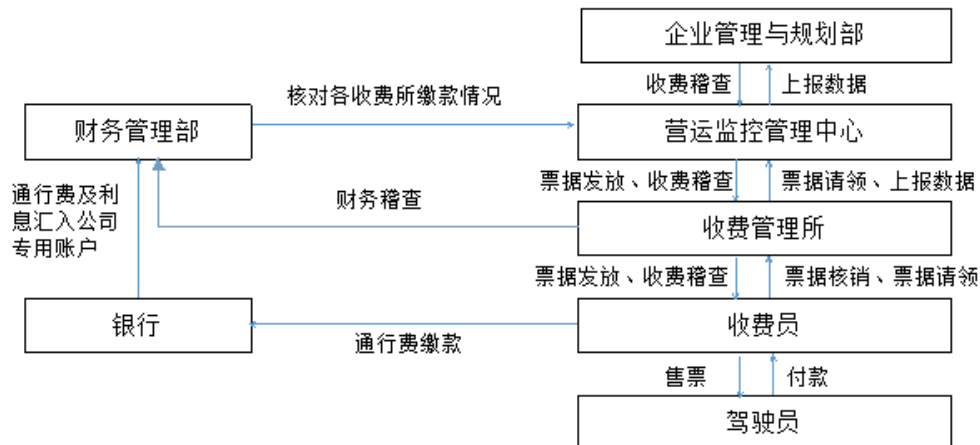 企业管理与规划部
收费稽查
上报数据
核对各收费所缴款情况
财务管理部
营运监控管理中心
通行费及利
息汇入公司
专用账户
票据发放、收费稽查
票据请领、上报数据
财务稽查
收费管理所
票据发放、收费稽查
票据核销、票据请领
银行
收费员
通行费缴款
售票
付款
驾驶员